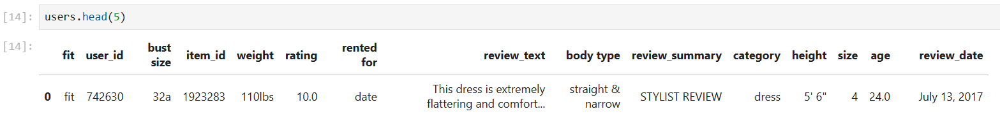 [14]: users.head(5)
[14]:
fit user_id bust size item_id weight rating rented for review_text body type review_summary category height size age review_date
0 fit 742630 32a 1923283 110lbs 10.0 date This dress is extremely flattering and comfort... straight & narrow STYLIST REVIEW dress 5' 6" 4 24.0 July 13, 2017